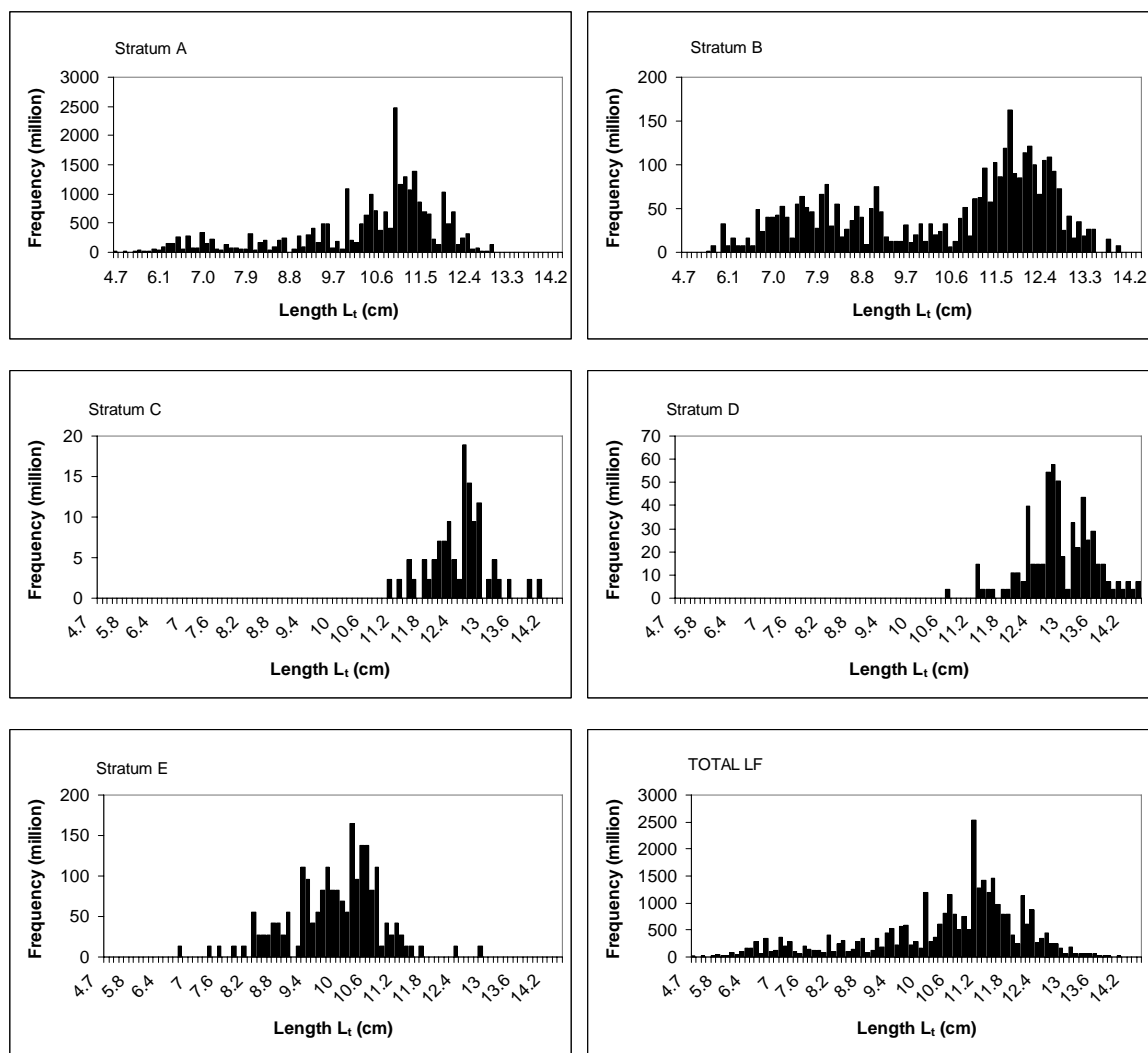 Stratum A
Frequency (million)
3000
2500
2000
1500
1000
500
0
4.7 6.1 7.0 7.9 8.8 9.7 10.6 11.5 12.4 13.3 14.2
Length Lt (cm)
Stratum B
Frequency (million)
200
150
100
50
0
4.7 6.1 7.0 7.9 8.8 9.7 10.6 11.5 12.4 13.3 14.2
Length Lt (cm)
Stratum C
Frequency (million)
20
15
10
5
0
4.7 5.8 6.4 7 7.6 8.2 8.8 9.4 10 10.6 11.2 11.8 12.4 13 13.6 14.2
Length Lt (cm)
Stratum D
Frequency (million)
70
60
50
40
30
20
10
0
4.7 5.8 6.4 7 7.6 8.2 8.8 9.4 10 10.6 11.2 11.8 12.4 13 13.6 14.2
Length Lt (cm)
Stratum E
Frequency (million)
200
150
100
50
0
4.7 5.8 6.4 7 7.6 8.2 8.8 9.4 10 10.6 11.2 11.8 12.4 13 13.6 14.2
Length Lt (cm)
TOTAL LF
Frequency (million)
3000
2500
2000
1500
1000
500
0
4.7 5.8 6.4 7 7.6 8.2 8.8 9.4 10 10.6 11.2 11.8 12.4 13 13.6 14.2
Length Lt (cm)